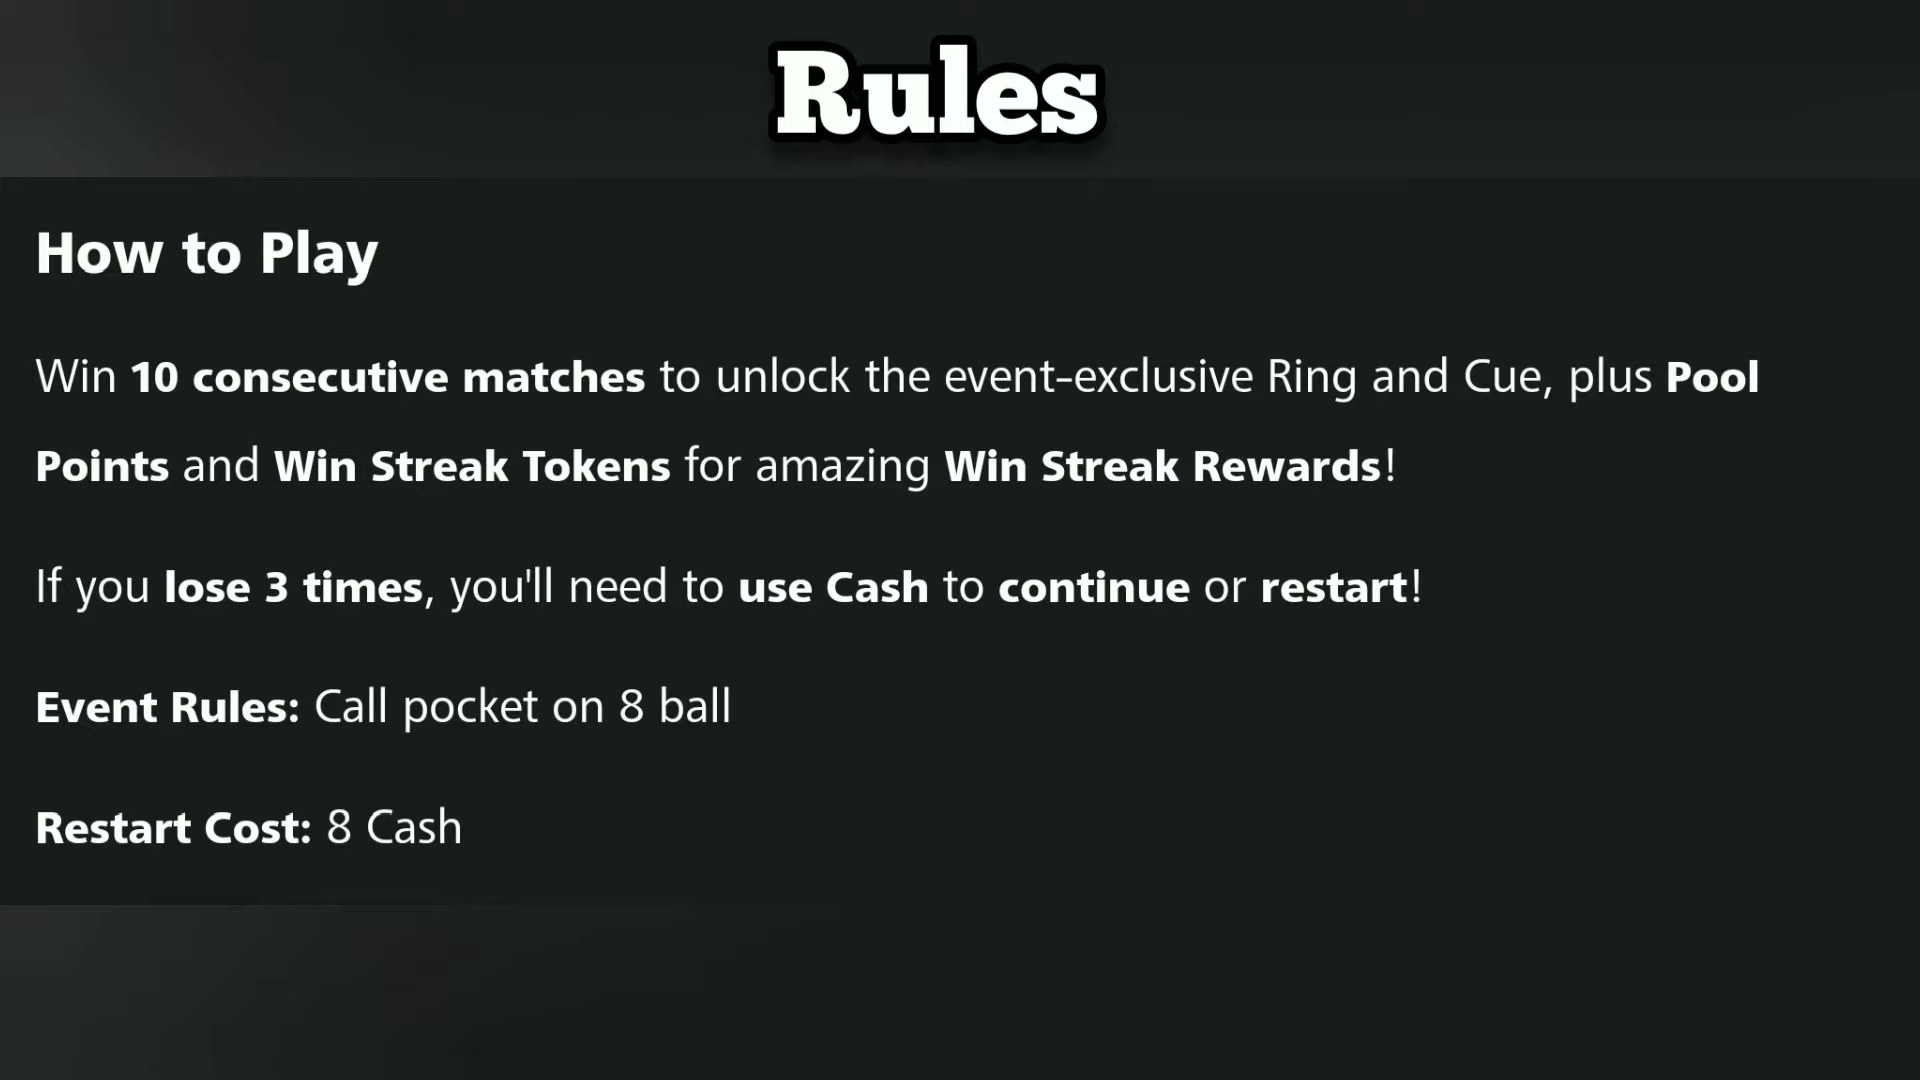 Rules
How to Play
Win 10 consecutive matches to unlock the event-exclusive Ring and Cue, plus Pool
Points and Win Streak Tokens for amazing Win Streak Rewards!
If you lose 3 times, you'll need to use Cash to continue or restart!
Event Rules: Call pocket on 8 ball
Restart Cost: 8 Cash